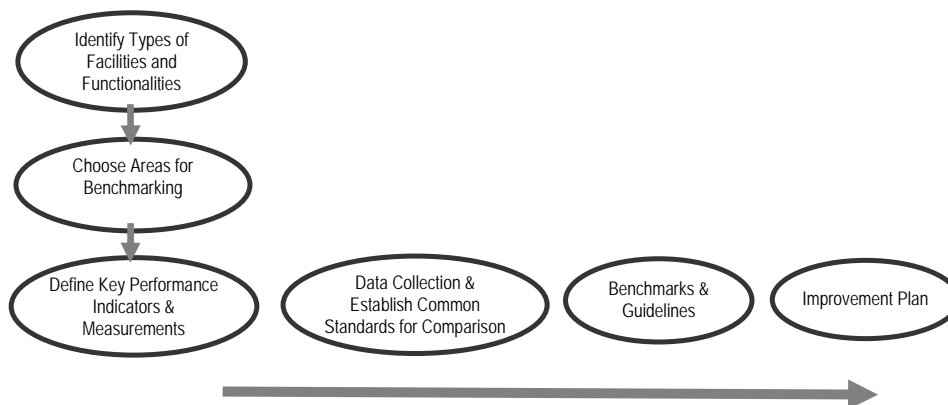 Identify Types of
Facilities and
Functionalities
Choose Areas for
Benchmarking
Define Key Performance
Indicators &
Measurements
Data Collection &
Establish Common
Standards for Comparison
Benchmarks &
Guidelines
Improvement Plan